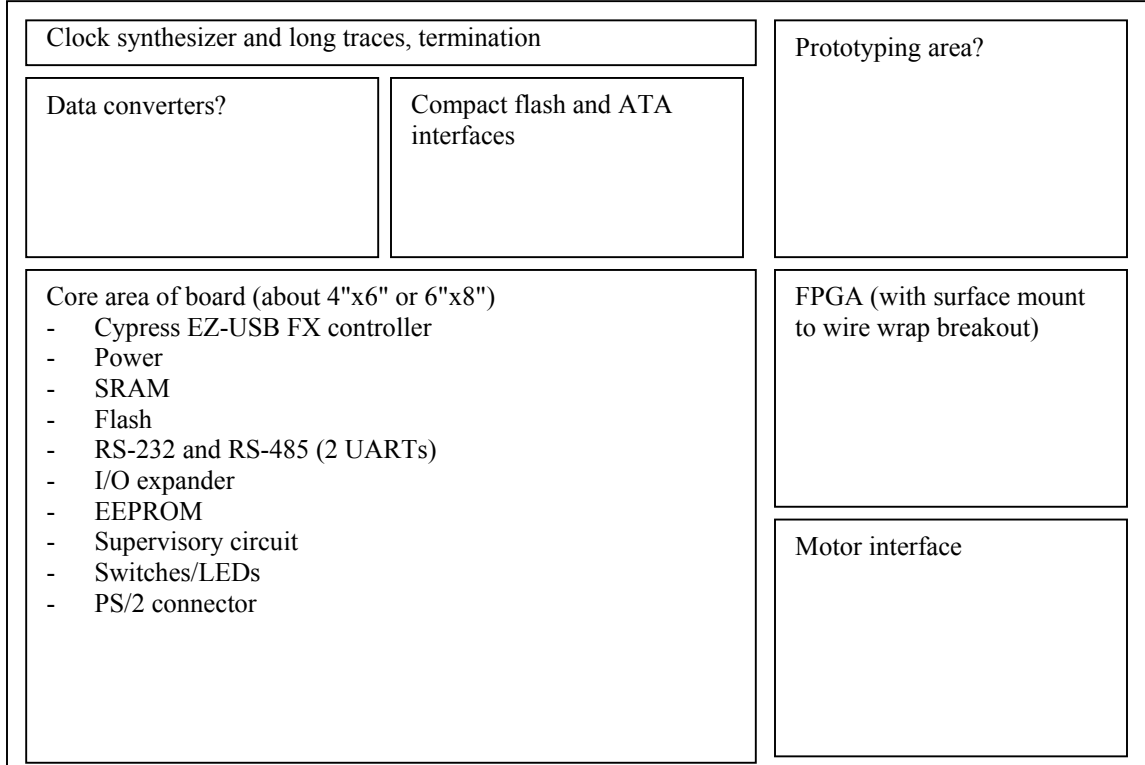 Clock synthesizer and long traces, termination
Prototyping area?
Data converters?
Compact flash and ATA
interfaces
Core area of board (about 4"x6" or 6"x8")
- Cypress EZ-USB FX controller
- Power
- SRAM
- Flash
- RS-232 and RS-485 (2 UARTs)
- I/O expander
- EEPROM
- Supervisory circuit
- Switches/LEDs
- PS/2 connector
FPGA (with surface mount
to wire wrap breakout)
Motor interface